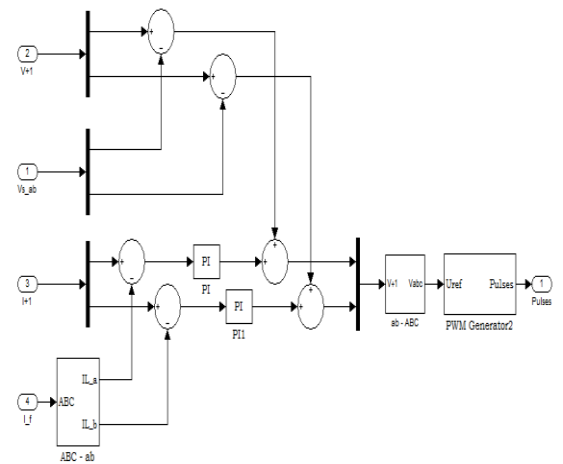 2
V+1
+
−
+
−
1
Vs_ab
3
I+1
+
−
PI
PI
+
+
+
−
PI
PI1
+
+
V+1 Vabc
ab - ABC
Uref Pulses
PWM Generator2
1
Pulses
4
I_f
ABC
IL_a
IL_b
ABC - ab